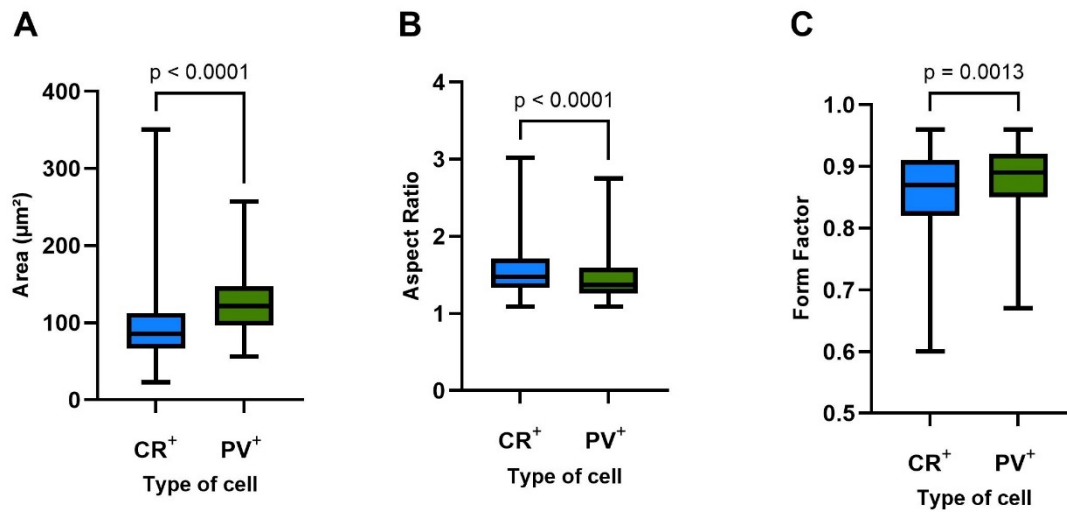 A
p < 0.0001
Area (µm²)
400
300
200
100
0
CR⁺ PV⁺
Type of cell
B
p < 0.0001
Aspect Ratio
4
3
2
1
0
CR⁺ PV⁺
Type of cell
C
p = 0.0013
Form Factor
1.0
0.9
0.8
0.7
0.6
0.5
CR⁺ PV⁺
Type of cell